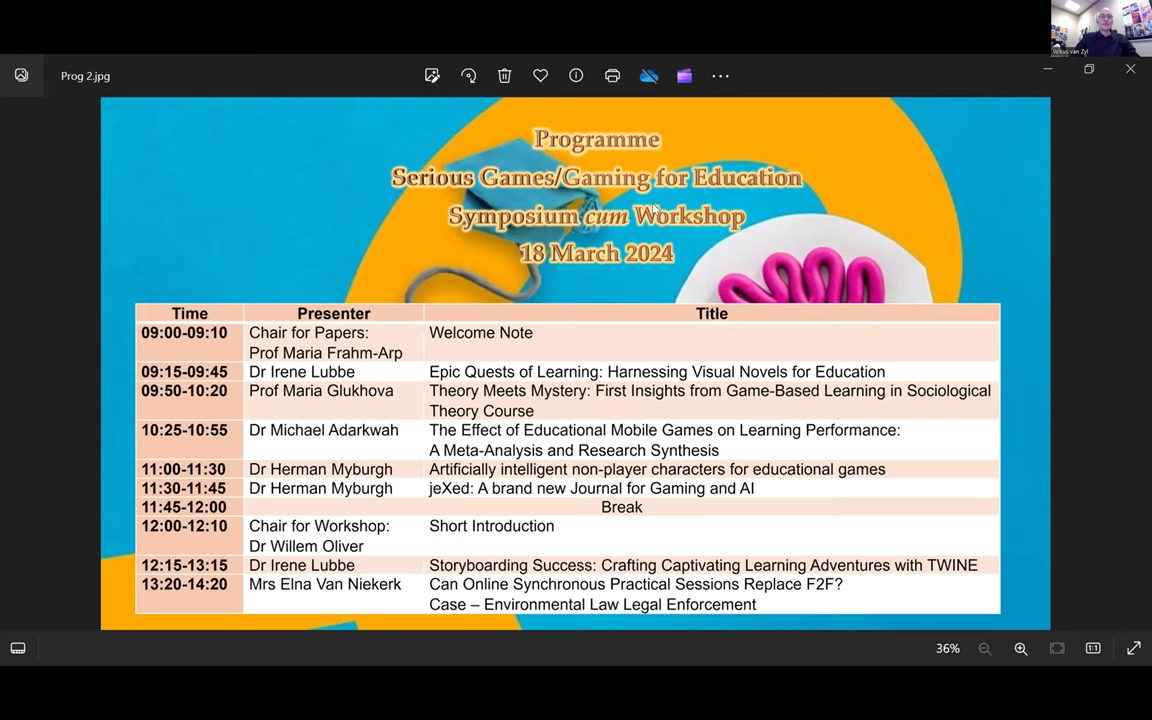 Wikus van Zyl
Prog 2.jpg
Programme
Serious Games/Gaming for Education
Symposium cum Workshop
18 March 2024
Time Presenter Title
09:00-09:10 Chair for Papers: Welcome Note
Prof Maria Frahm-Arp
09:15-09:45 Dr Irene Lubbe Epic Quests of Learning: Harnessing Visual Novels for Education
09:50-10:20 Prof Maria Glukhova Theory Meets Mystery: First Insights from Game-Based Learning in Sociological
Theory Course
10:25-10:55 Dr Michael Adarkwah The Effect of Educational Mobile Games on Learning Performance:
A Meta-Analysis and Research Synthesis
11:00-11:30 Dr Herman Myburgh Artificially intelligent non-player characters for educational games
11:30-11:45 Dr Herman Myburgh jeXed: A brand new Journal for Gaming and AI
11:45-12:00 Break
12:00-12:10 Chair for Workshop: Short Introduction
Dr Willem Oliver
12:15-13:15 Dr Irene Lubbe Storyboarding Success: Crafting Captivating Learning Adventures with TWINE
13:20-14:20 Mrs Elna Van Niekerk Can Online Synchronous Practical Sessions Replace F2F?
Case – Environmental Law Legal Enforcement
36% 1:1